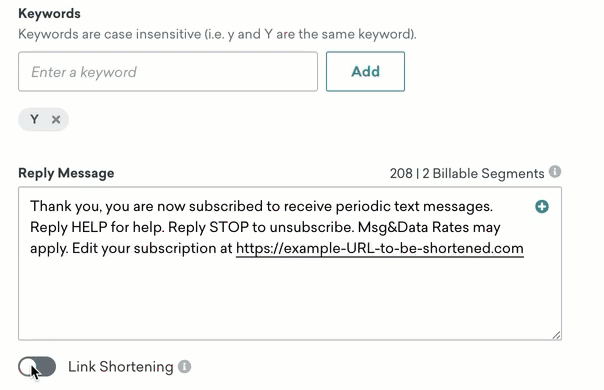 Keywords
Keywords are case insensitive (i.e. y and Y are the same keyword).
Enter a keyword
Add
Y ×
Reply Message
208 | 2 Billable Segments
Thank you, you are now subscribed to receive periodic text messages.
Reply HELP for help. Reply STOP to unsubscribe. Msg&Data Rates may
apply. Edit your subscription at https://example-URL-to-be-shortened.com
Link Shortening